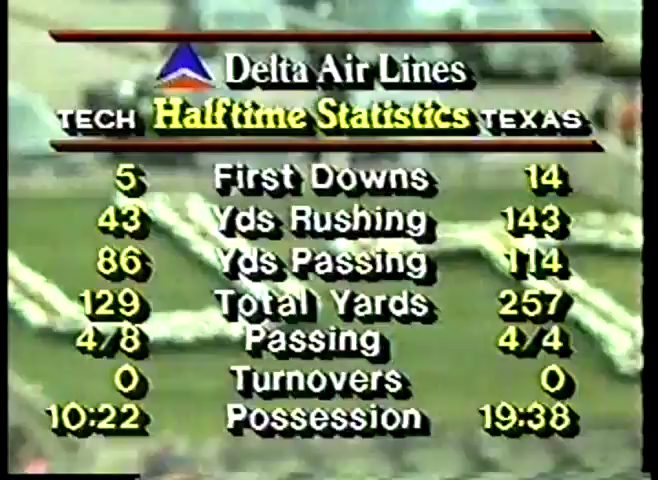 Delta Air Lines
TECH Halftime Statistics TEXAS
5 First Downs 14
43 Yds Rushing 143
86 Yds Passing 114
129 Total Yards 257
4/8 Passing 4/4
0 Turnovers 0
10:22 Possession 19:38